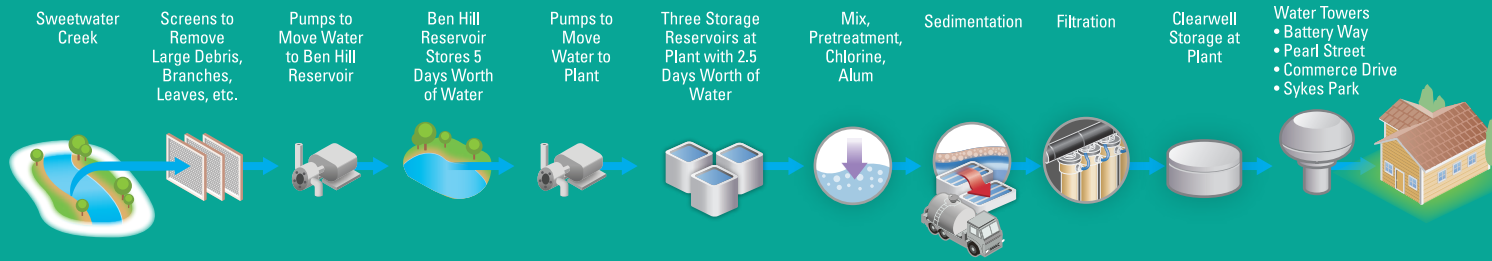 Sweetwater
Creek
Screens to
Remove
Large Debris,
Branches,
Leaves, etc.
Pumps to
Move Water
to Ben Hill
Reservoir
Ben Hill
Reservoir
Stores 5
Days Worth
of Water
Pumps to
Move
Water to
Plant
Three Storage
Reservoirs at
Plant with 2.5
Days Worth of
Water
Mix,
Pretreatment,
Chlorine,
Alum
Sedimentation
Filtration
Clearwell
Storage at
Plant
Water Towers
• Battery Way
• Pearl Street
• Commerce Drive
• Sykes Park